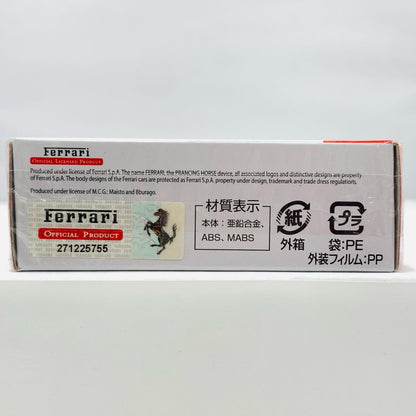 Ferrari
OFFICIAL LICENSED PRODUCT
Produced under license of Ferrari S.p.A. The name FERRARI, the PRANCING HORSE device, all associated logos and distinctive designs are property
of Ferrari S.p.A. The body designs of the Ferrari cars are protected as Ferrari S.p.A. property under design, trademark and trade dress regulations.
Produced under license of M.C.G.; Maisto and Bburago.
Ferrari
OFFICIAL PRODUCT
271225755
材質表示
本体：亜鉛合金、
ABS、MABS
紙
外箱
プラ
袋:PE
外装フィルム:PP